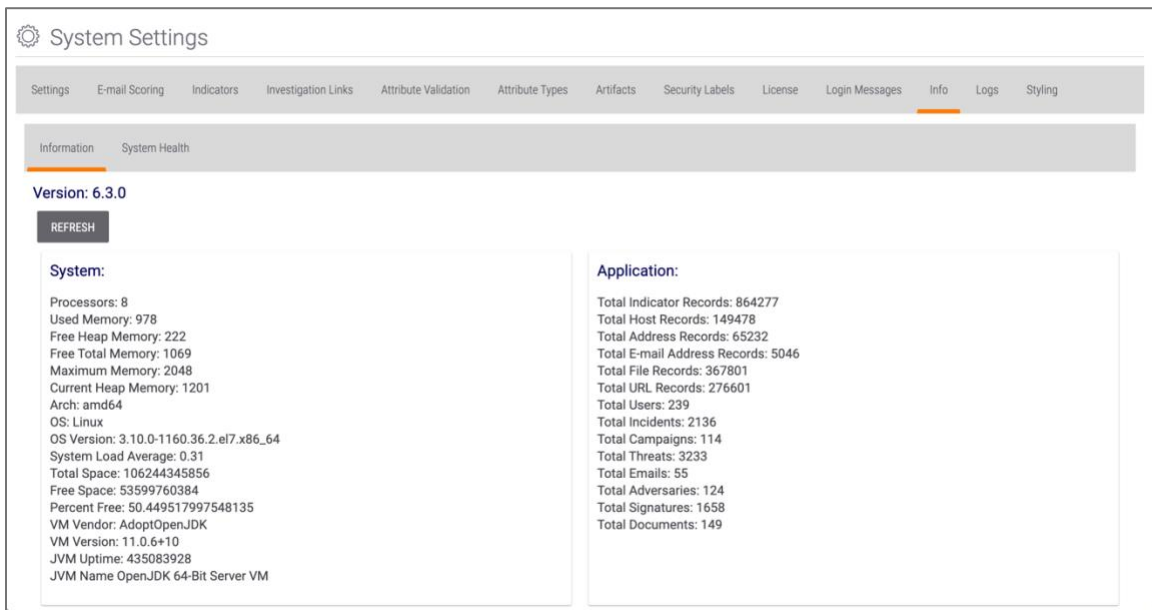 System Settings
Settings E-mail Scoring Indicators Investigation Links Attribute Validation Attribute Types Artifacts Security Labels License Login Messages Info Logs Styling
Information System Health
Version: 6.3.0
REFRESH
System:
Processors: 8
Used Memory: 978
Free Heap Memory: 222
Free Total Memory: 1069
Maximum Memory: 2048
Current Heap Memory: 1201
Arch: amd64
OS: Linux
OS Version: 3.10.0-1160.36.2.el7.x86_64
System Load Average: 0.31
Total Space: 106244345856
Free Space: 53599760384
Percent Free: 50.449517997548135
VM Vendor: AdoptOpenJDK
VM Version: 11.0.6+10
JVM Uptime: 435083928
JVM Name OpenJDK 64-Bit Server VM
Application:
Total Indicator Records: 864277
Total Host Records: 149478
Total Address Records: 65232
Total E-mail Address Records: 5046
Total File Records: 367801
Total URL Records: 276601
Total Users: 239
Total Incidents: 2136
Total Campaigns: 114
Total Threats: 3233
Total Emails: 55
Total Adversaries: 124
Total Signatures: 1658
Total Documents: 149